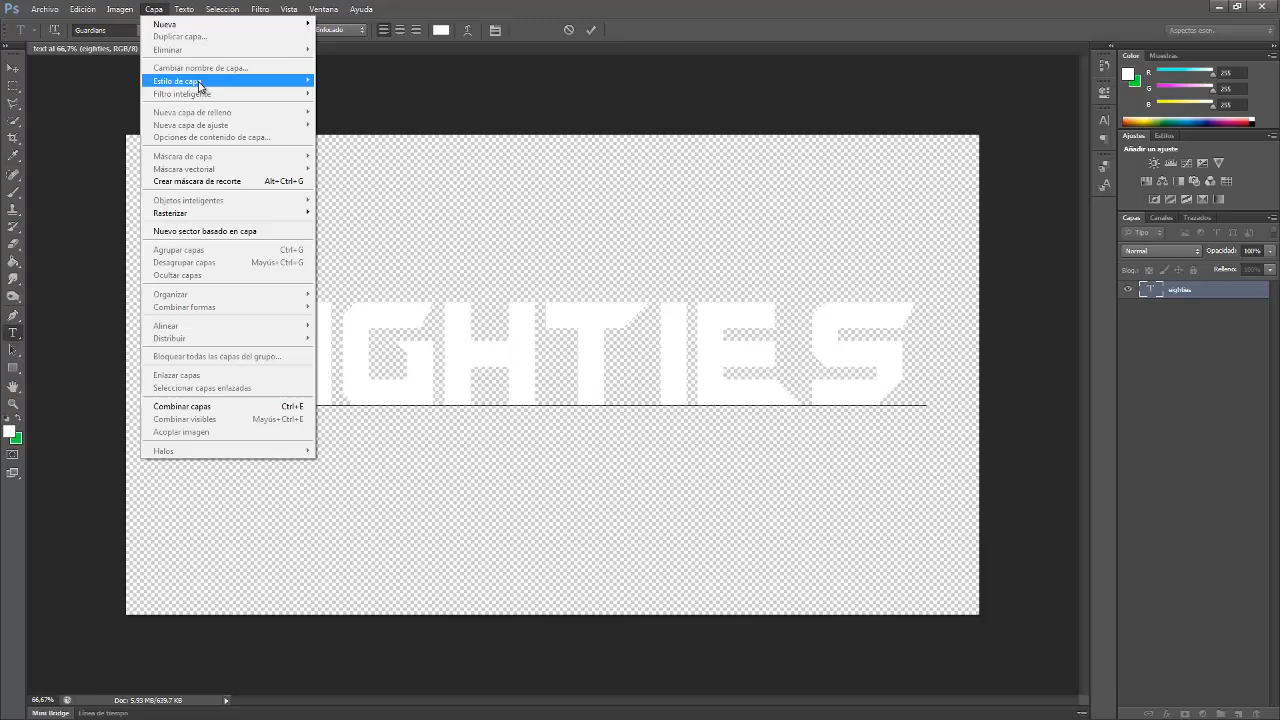 Ps Archivo Edición Imagen Capa Texto Selección Filtro Vista Ventana Ayuda
T Guardians Enfocado Aspectos esen.
text al 66,7% (eighties, RGB/8)
Nueva
Duplicar capa...
Eliminar
Cambiar nombre de capa...
Estilo de capa
Filtro inteligente
Nueva capa de relleno
Nueva capa de ajuste
Opciones de contenido de capa...
Máscara de capa
Máscara vectorial
Crear máscara de recorte Alt+Ctrl+G
Objetos inteligentes
Rasterizar
Nuevo sector basado en capa
Agrupar capas Ctrl+G
Desagrupar capas Mayús+Ctrl+G
Ocultar capas
Organizar
Combinar formas
Alinear
Distribuir
Bloquear todas las capas del grupo...
Enlazar capas
Seleccionar capas enlazadas
Combinar capas Ctrl+E
Combinar visibles Mayús+Ctrl+E
Acoplar imagen
Halos
IGHTIES
Color Muestras
R 255
G 255
B 255
Ajustes Estilos
Añadir un ajuste
Capas Canales Trazados
Tipo
Normal Opacidad: 100%
Bloq.: Relleno: 100%
T eighties
66,67% Doc: 5,93 MB/639,7 KB
Mini Bridge Línea de tiempo